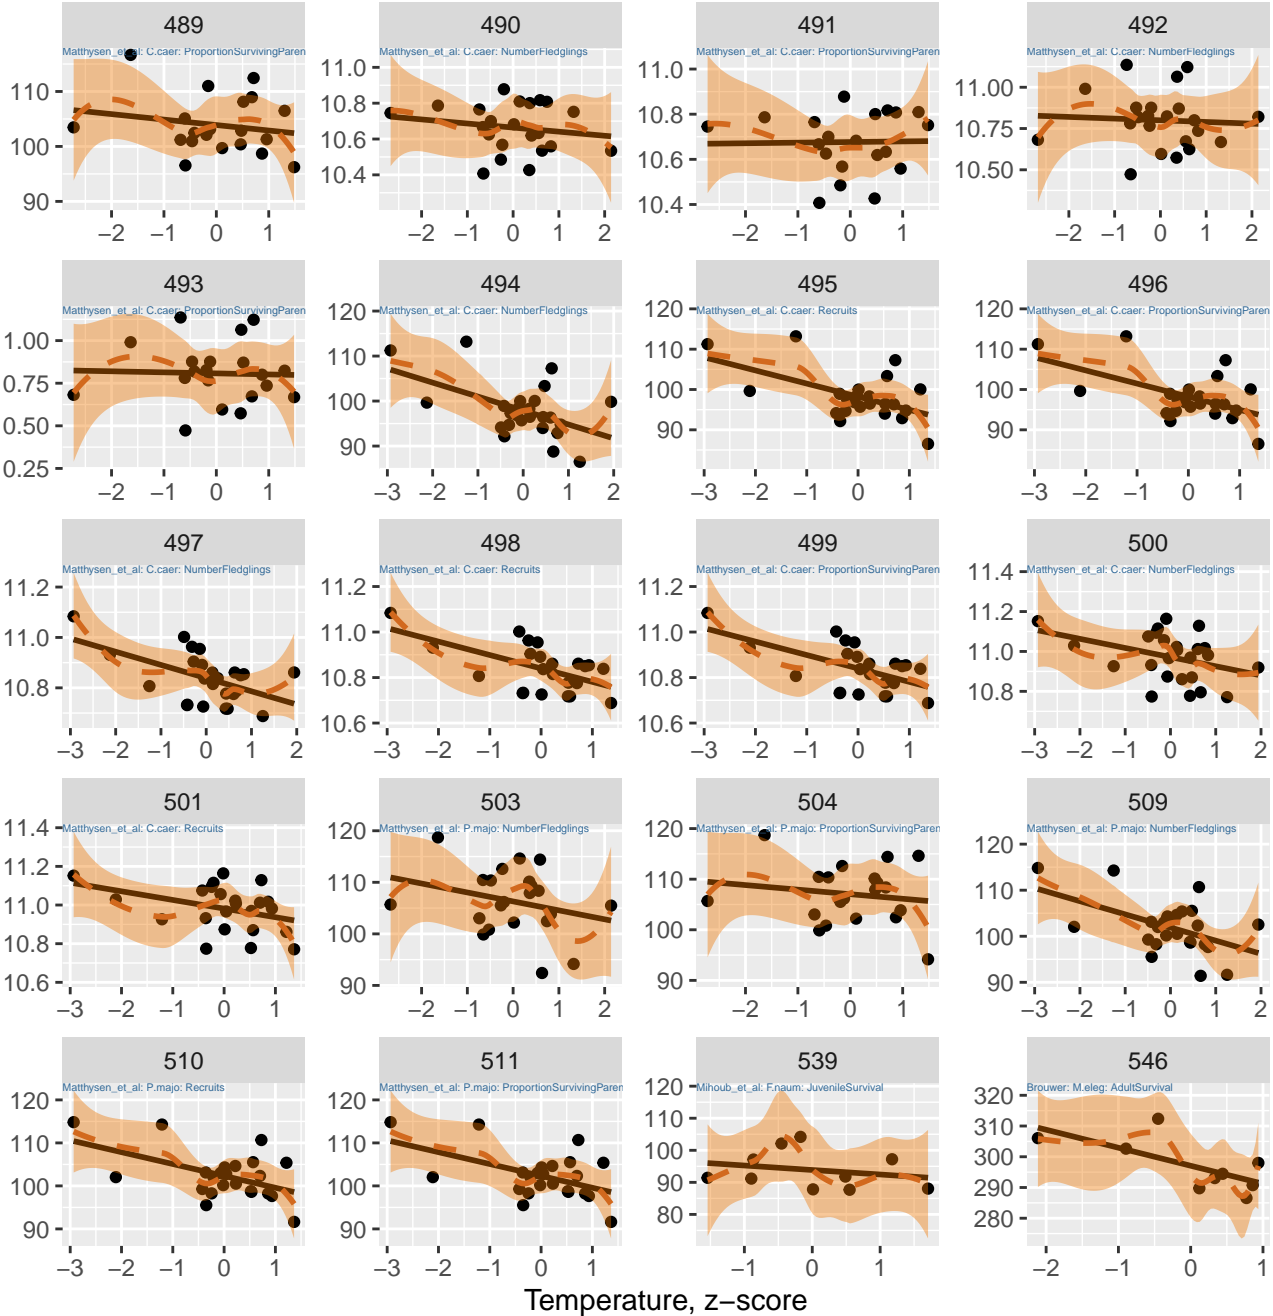 489 490 491 492
Matthysen_et_al: C.caer: ProportionSurvivingParen Matthysen_et_al: C.caer: NumberFledglings Matthysen_et_al: C.caer: ProportionSurvivingParen Matthysen_et_al: C.caer: NumberFledglings
110 100 90
11.0 10.8 10.6 10.4
11.0 10.8 10.6 10.4
11.00 10.75 10.50
−2 −1 0 1 −2 −1 0 1 2 −2 −1 0 1 −2 −1 0 1 2
493 494 495 496
Matthysen_et_al: C.caer: ProportionSurvivingParen Matthysen_et_al: C.caer: NumberFledglings Matthysen_et_al: C.caer: Recruits Matthysen_et_al: C.caer: ProportionSurvivingParen
1.00 0.75 0.50 0.25
120 110 100 90
120 110 100 90
120 110 100 90
−2 −1 0 1 −3 −2 −1 0 1 2 −3 −2 −1 0 1 −3 −2 −1 0 1
497 498 499 500
Matthysen_et_al: C.caer: NumberFledglings Matthysen_et_al: C.caer: Recruits Matthysen_et_al: C.caer: ProportionSurvivingParen Matthysen_et_al: C.caer: NumberFledglings
11.2 11.0 10.8
11.2 11.0 10.8 10.6
11.2 11.0 10.8 10.6
11.4 11.2 11.0 10.8
−3 −2 −1 0 1 2 −3 −2 −1 0 1 −3 −2 −1 0 1 −3 −2 −1 0 1 2
501 503 504 509
Matthysen_et_al: C.caer: Recruits Matthysen_et_al: P.majo: NumberFledglings Matthysen_et_al: P.majo: ProportionSurvivingParen Matthysen_et_al: P.majo: NumberFledglings
11.4 11.2 11.0 10.8 10.6
120 110 100 90
120 110 100 90
120 110 100 90
−3 −2 −1 0 1 −2 −1 0 1 2 −2 −1 0 1 −3 −2 −1 0 1 2
510 511 539 546
Matthysen_et_al: P.majo: Recruits Matthysen_et_al: P.majo: ProportionSurvivingParen Mihoub_et_al: F.naum: JuvenileSurvival Brouwer: M.eleg: AdultSurvival
120 110 100 90
120 110 100 90
120 110 100 90 80
320 310 300 290 280
−3 −2 −1 0 1 −3 −2 −1 0 1 −1 0 1 −2 −1 0 1
Temperature, z−score